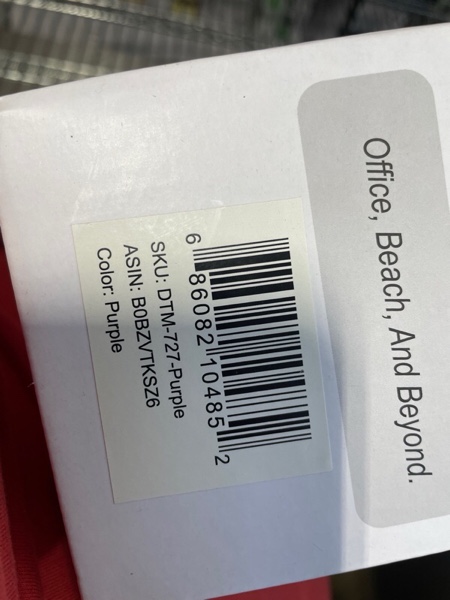 Office, Beach, And Beyond.
6 86082 10485 2
SKU: DTM-727-Purple
ASIN: B0BZVTKSZ6
Color: Purple